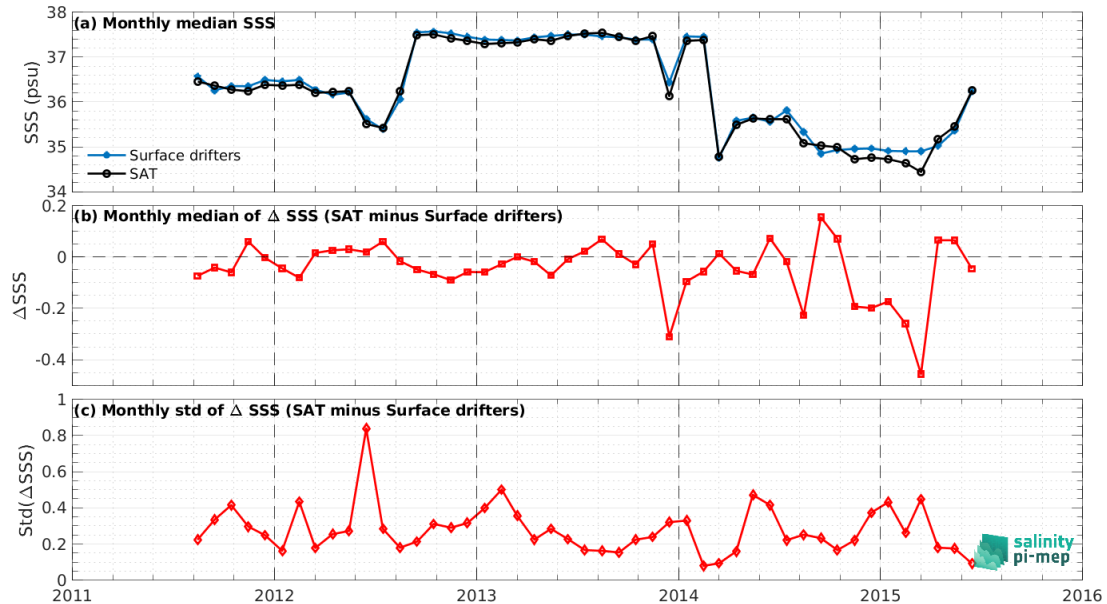 (a) Monthly median SSS
38
37
36
35
34
SSS (psu)
Surface drifters
SAT
(b) Monthly median of Δ SSS (SAT minus Surface drifters)
0.2
0
-0.2
-0.4
ΔSSS
(c) Monthly std of Δ SSS (SAT minus Surface drifters)
1
0.8
0.6
0.4
0.2
0
Std(ΔSSS)
salinity
pi-mep
2011 2012 2013 2014 2015 2016